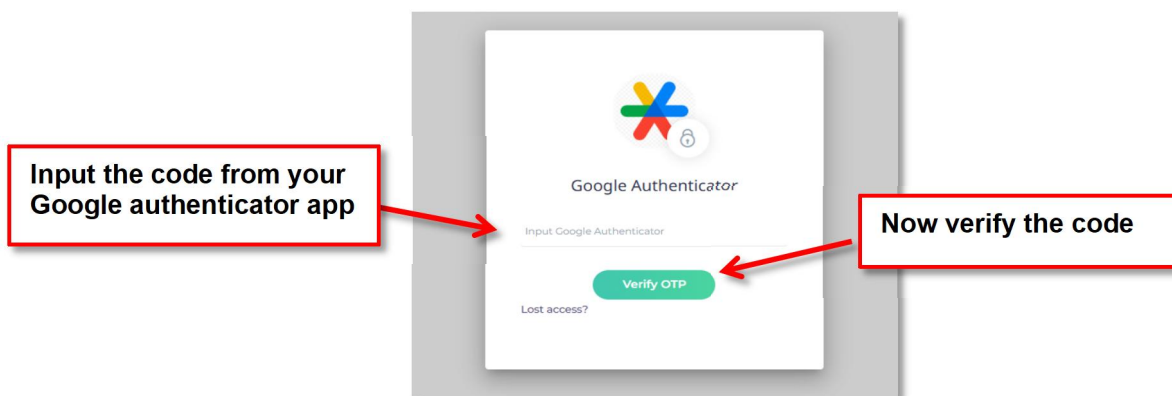 Input the code from your
Google authenticator app
Google Authenticator
Input Google Authenticator
Verify OTP
Lost access?
Now verify the code